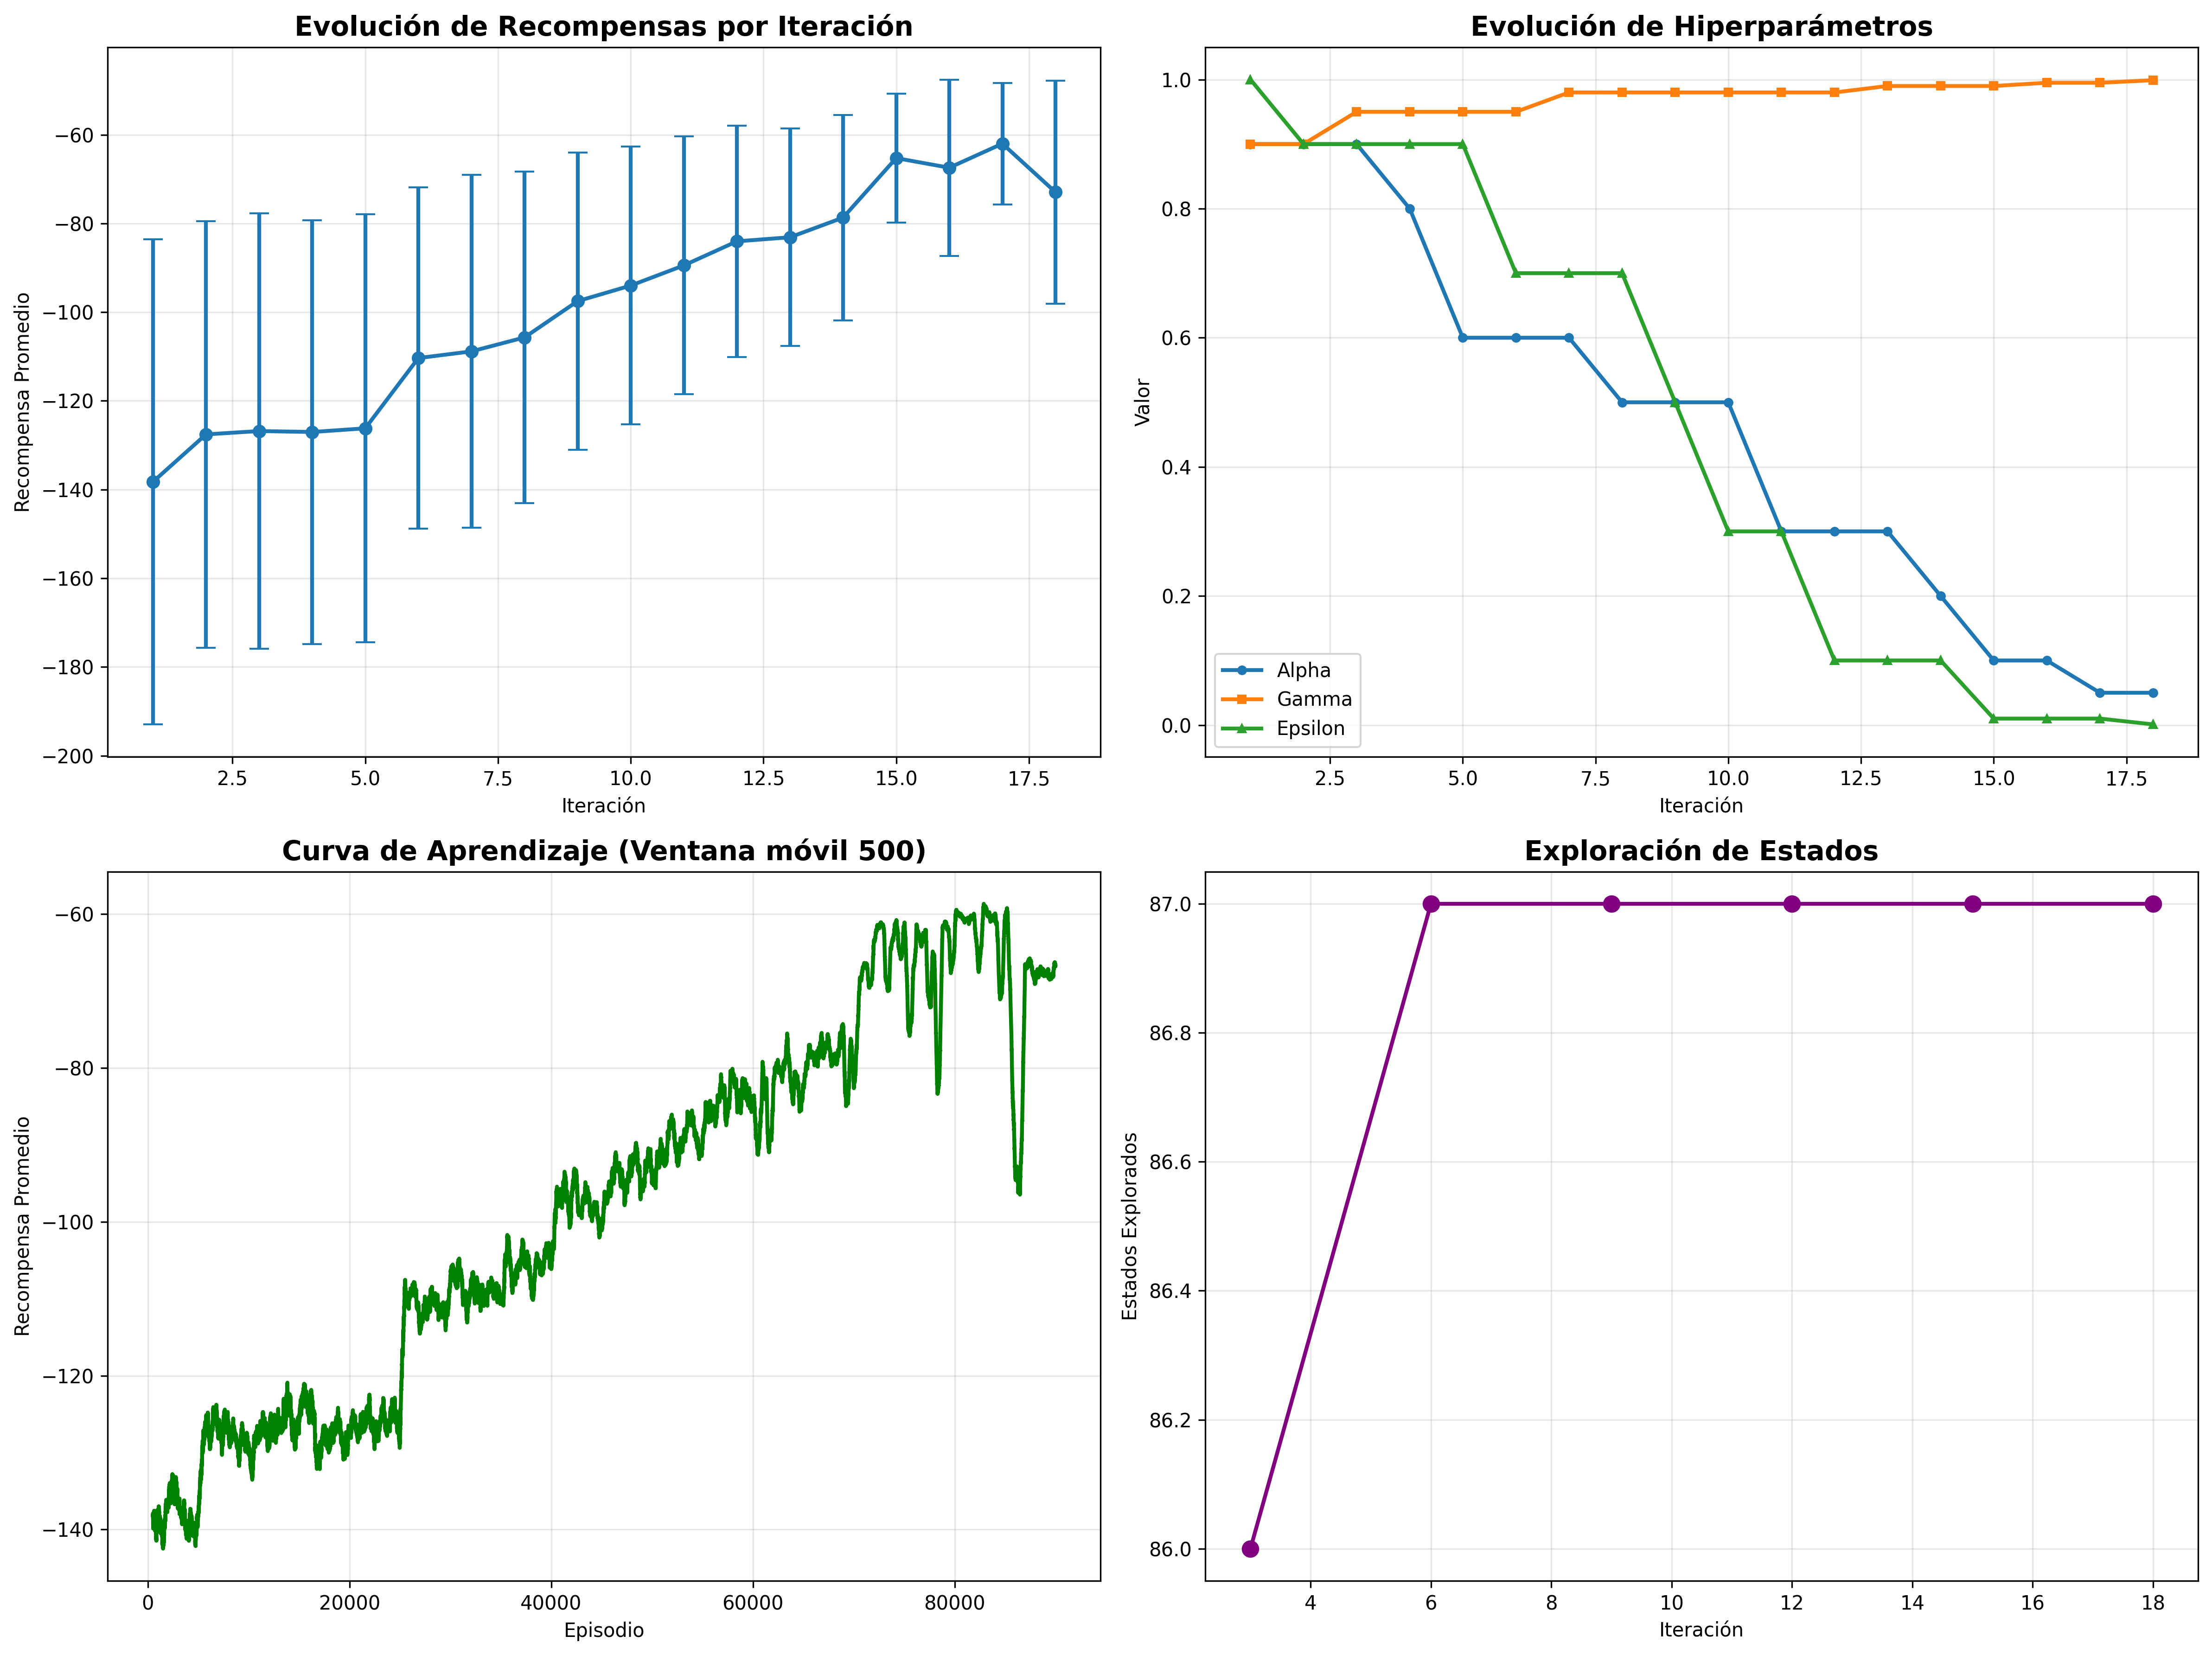 Evolución de Recompensas por Iteración
Recompensa Promedio
−60
−80
−100
−120
−140
−160
−180
−200
2.5 5.0 7.5 10.0 12.5 15.0 17.5
Iteración
Evolución de Hiperparámetros
Valor
1.0
0.8
0.6
0.4
0.2
0.0
Alpha
Gamma
Epsilon
2.5 5.0 7.5 10.0 12.5 15.0 17.5
Iteración
Curva de Aprendizaje (Ventana móvil 500)
Recompensa Promedio
−60
−80
−100
−120
−140
0 20000 40000 60000 80000
Episodio
Exploración de Estados
Estados Explorados
87.0
86.8
86.6
86.4
86.2
86.0
4 6 8 10 12 14 16 18
Iteración